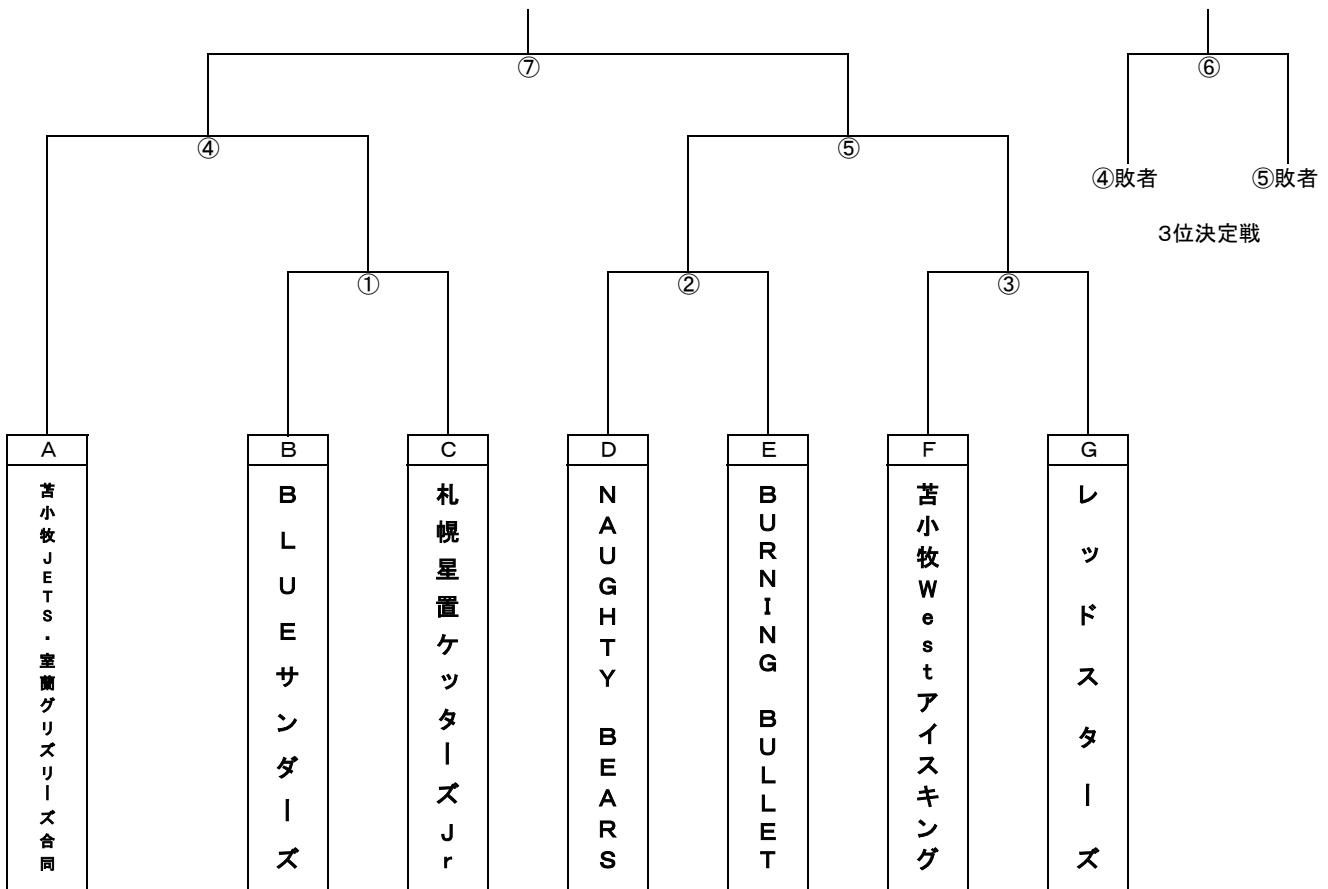 ⑦
⑥
④
⑤
④敗者
⑤敗者
3位決定戦
①
②
③
A
B
C
D
E
F
G
苫小牧JETS・室蘭グリズリーズ合同
BLUEサンダーズ
札幌星置ケッターズJr
NAUGHTY BEARS
BURNING BULLET
苫小牧Westアイスキング
レッドスターズ